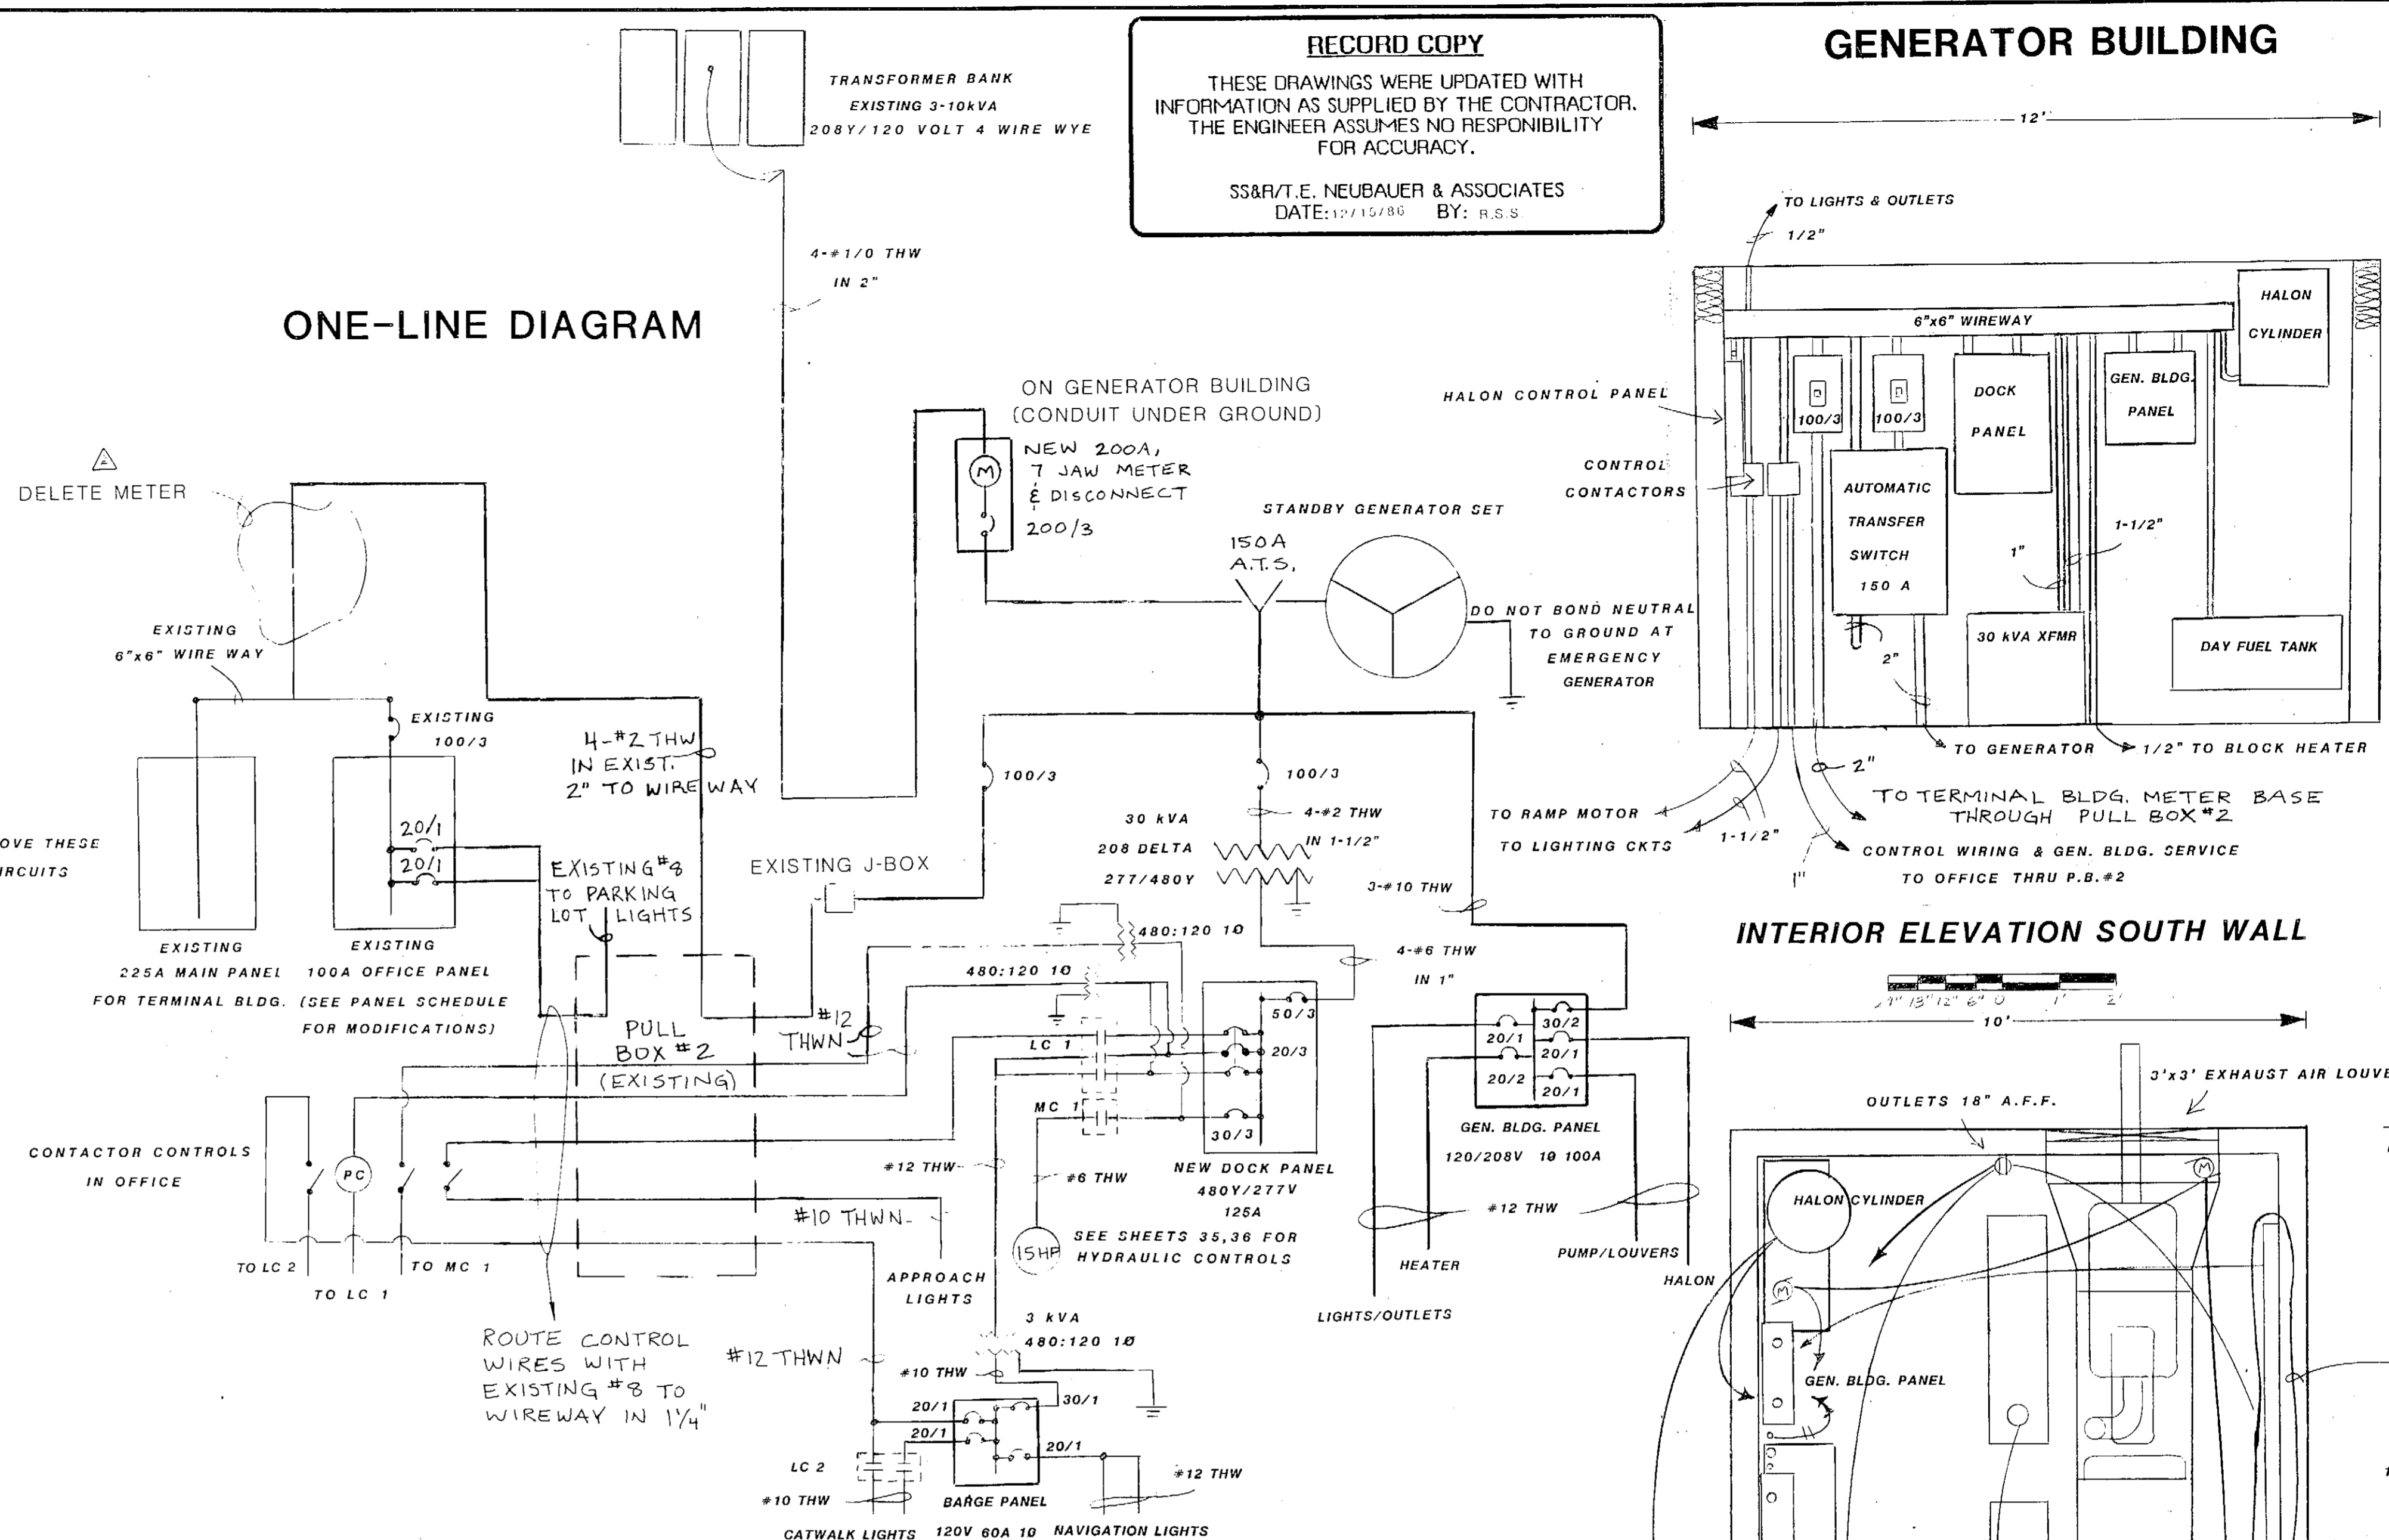 TRANSFORMER BANK
EXISTING 3-10kVA
208Y/120 VOLT 4 WIRE WYE
RECORD COPY
THESE DRAWINGS WERE UPDATED WITH
INFORMATION AS SUPPLIED BY THE CONTRACTOR.
THE ENGINEER ASSUMES NO RESPONIBILITY
FOR ACCURACY.
SS&R/T.E. NEUBAUER & ASSOCIATES
DATE: 12/15/86 BY: R.S.S.
GENERATOR BUILDING
12'
TO LIGHTS & OUTLETS
1/2"
4-#1/0 THW
IN 2"
ONE-LINE DIAGRAM
HALON
CYLINDER
6"x6" WIREWAY
HALON CONTROL PANEL
100/3
100/3
DOCK
PANEL
GEN. BLDG.
PANEL
CONTROL
CONTACTORS
AUTOMATIC
TRANSFER
SWITCH
150 A
1-1/2"
1"
2"
30 kVA XFMR
DAY FUEL TANK
TO GENERATOR
1/2" TO BLOCK HEATER
2"
TO RAMP MOTOR
TO LIGHTING CKTS
1-1/2"
1"
TO TERMINAL BLDG. METER BASE
THROUGH PULL BOX #2
CONTROL WIRING & GEN. BLDG. SERVICE
TO OFFICE THRU P.B.#2
INTERIOR ELEVATION SOUTH WALL
12" 6" 0 1' 2'
10'
ON GENERATOR BUILDING
(CONDUIT UNDER GROUND)
M
NEW 200A,
7 JAW METER
& DISCONNECT
200/3
2
DELETE METER
STANDBY GENERATOR SET
150A
A.T.S,
DO NOT BOND NEUTRAL
TO GROUND AT
EMERGENCY
GENERATOR
EXISTING
6"x6" WIRE WAY
EXISTING
100/3
4-#2 THW
IN EXIST.
2" TO WIRE WAY
100/3
100/3
30 kVA
208 DELTA
277/480Y
4-#2 THW
IN 1-1/2"
OVE THESE
IRCUITS
20/1
20/1
EXISTING #8
TO PARKING
LOT LIGHTS
EXISTING J-BOX
3-#10 THW
EXISTING
225A MAIN PANEL
FOR TERMINAL BLDG.
EXISTING
100A OFFICE PANEL
(SEE PANEL SCHEDULE
FOR MODIFICATIONS)
480:120 1Ø
480:120 1Ø
4-#6 THW
IN 1"
PULL
BOX #2
(EXISTING)
#12
THWN
LC 1
50/3
20/3
MC 1
30/3
30/2
20/1
20/1
20/2
20/1
GEN. BLDG. PANEL
120/208V 1Ø 100A
NEW DOCK PANEL
480Y/277V
125A
SEE SHEETS 35,36 FOR
HYDRAULIC CONTROLS
CONTACTOR CONTROLS
IN OFFICE
PC
#12 THW
#6 THW
#10 THWN
15HP
#12 THW
TO LC 2
TO LC 1
TO MC 1
APPROACH
LIGHTS
HEATER
LIGHTS/OUTLETS
PUMP/LOUVERS
HALON
ROUTE CONTROL
WIRES WITH
EXISTING #8 TO
WIREWAY IN 1¼"
3 kVA
480:120 1Ø
#12 THWN
#10 THW
30/1
20/1
20/1
20/1
LC 2
#10 THW
#12 THW
BARGE PANEL
CATWALK LIGHTS
120V 60A 1Ø
NAVIGATION LIGHTS
3'x3' EXHAUST AIR LOUVE
OUTLETS 18" A.F.F.
HALON CYLINDER
M
M
GEN. BLDG. PANEL